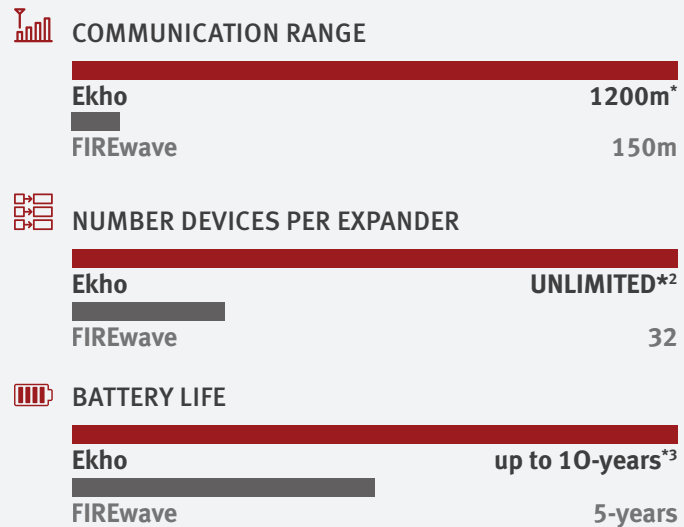 COMMUNICATION RANGE
Ekho 1200m*
FIREwave 150m
NUMBER DEVICES PER EXPANDER
Ekho UNLIMITED*²
FIREwave 32
BATTERY LIFE
Ekho up to 10-years*³
FIREwave 5-years